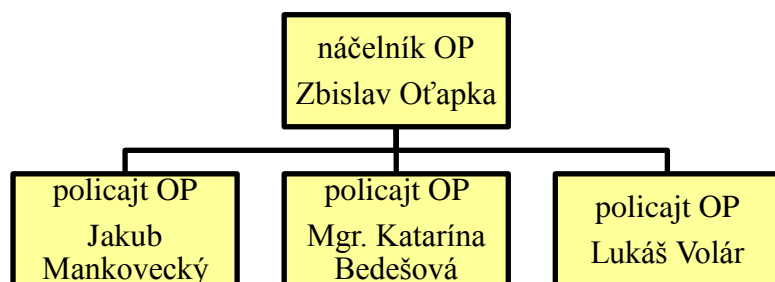 náčelník OP
Zbislav Oťapka
policajt OP
Jakub
Mankovecký
policajt OP
Mgr. Katarína
Bedešová
policajt OP
Lukáš Volár